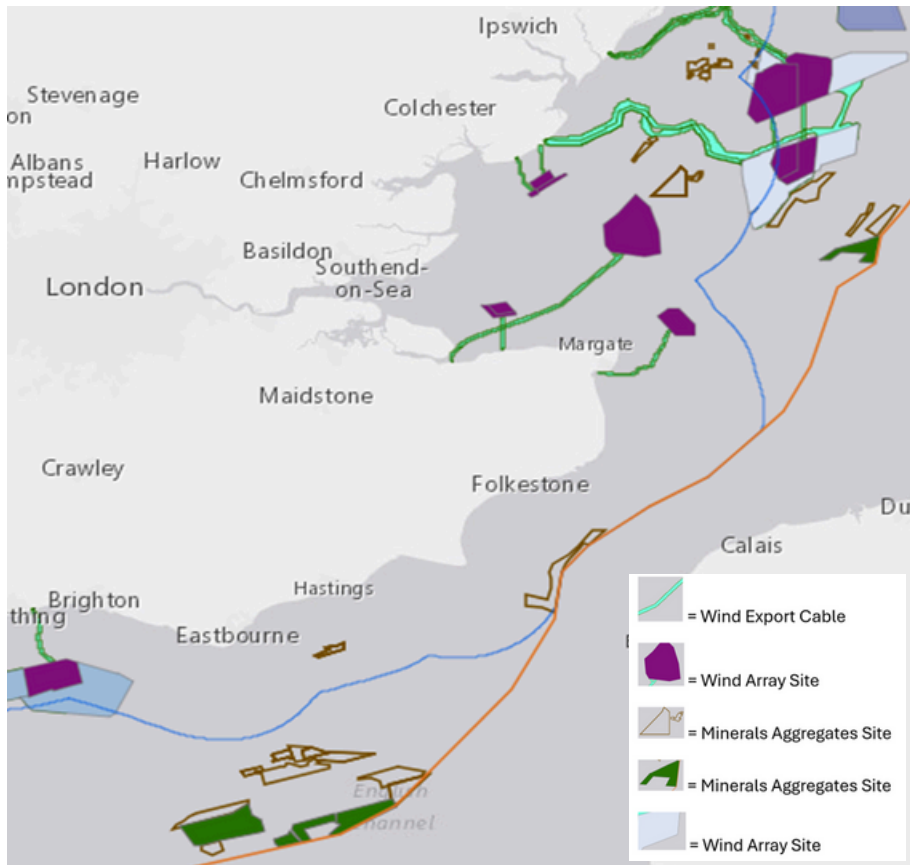 Ipswich
Stevenage
on
Colchester
Albans
mpstead
Harlow
Chelmsford
Basildon
Southend-
on-Sea
London
Margate
Maidstone
Crawley
Folkestone
Du
Calais
Hastings
Brighton
thing
Eastbourne
English
Channel
= Wind Export Cable
= Wind Array Site
= Minerals Aggregates Site
= Minerals Aggregates Site
= Wind Array Site